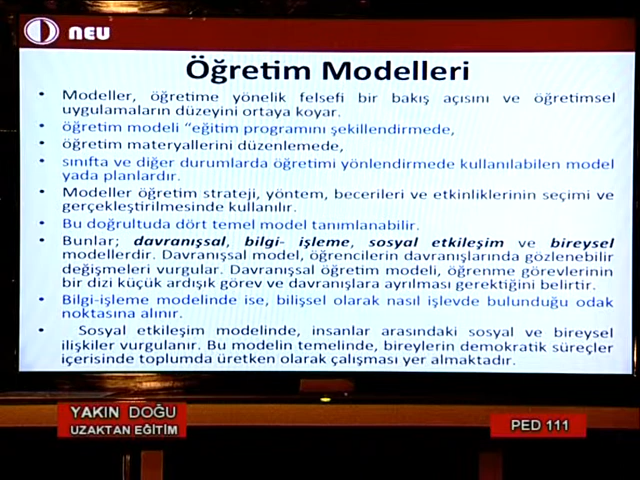 NEU
Öğretim Modelleri
• Modeller, öğretime yönelik felsefi bir bakış açısını ve öğretimsel
uygulamaların düzeyini ortaya koyar.
• öğretim modeli “eğitim programını şekillendirmede,
• öğretim materyallerini düzenlemede,
• sınıfta ve diğer durumlarda öğretimi yönlendirmede kullanılabilen model
yada planlardır.
• Modeller öğretim strateji, yöntem, becerileri ve etkinliklerinin seçimi ve
gerçekleştirilmesinde kullanılır.
• Bu doğrultuda dört temel model tanımlanabilir.
• Bunlar; davranışsal, bilgi- işleme, sosyal etkileşim ve bireysel
modellerdir. Davranışsal model, öğrencilerin davranışlarında gözlenebilir
değişmeleri vurgular. Davranışsal öğretim modeli, öğrenme görevlerinin
bir dizi küçük ardışık görev ve davranışlara ayrılması gerektiğini belirtir.
• Bilgi-işleme modelinde ise, bilişsel olarak nasıl işlevde bulunduğu odak
noktasına alınır.
• Sosyal etkileşim modelinde, insanlar arasındaki sosyal ve bireysel
ilişkiler vurgulanır. Bu modelin temelinde, bireylerin demokratik süreçler
içerisinde toplumda üretken olarak çalışması yer almaktadır.
YAKIN DOĞU
UZAKTAN EĞİTİM
PED 111